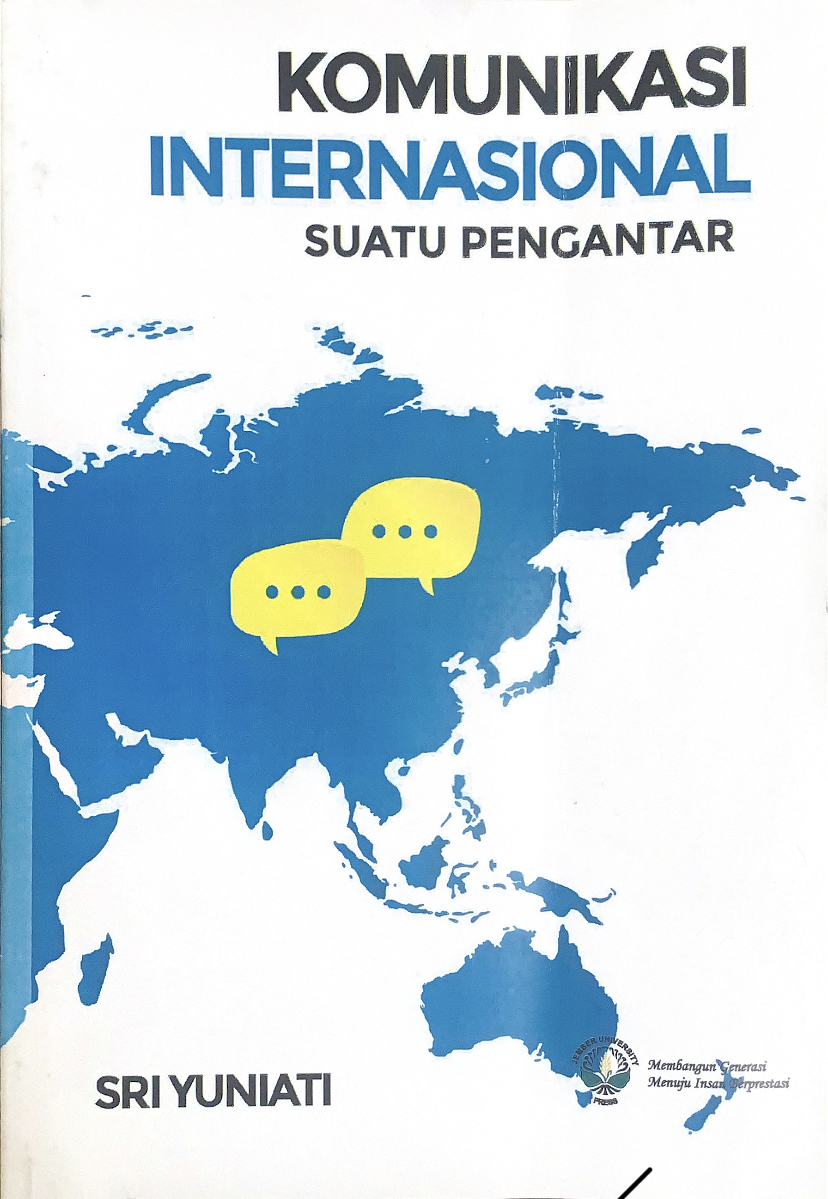 KOMUNIKASI
INTERNASIONAL
SUATU PENGANTAR
SRI YUNIATI
JEMBER UNIVERSITY
PRESS
Membangun Generasi
Menuju Insan Berprestasi